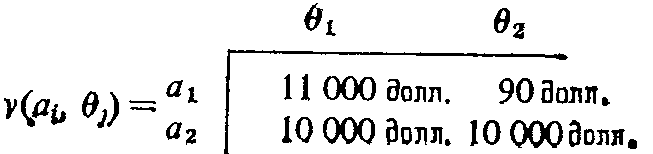 θ1 θ2
γ(ai, θj) = a1 11 000 долл. 90 долл.
a2 10 000 долл. 10 000 долл.